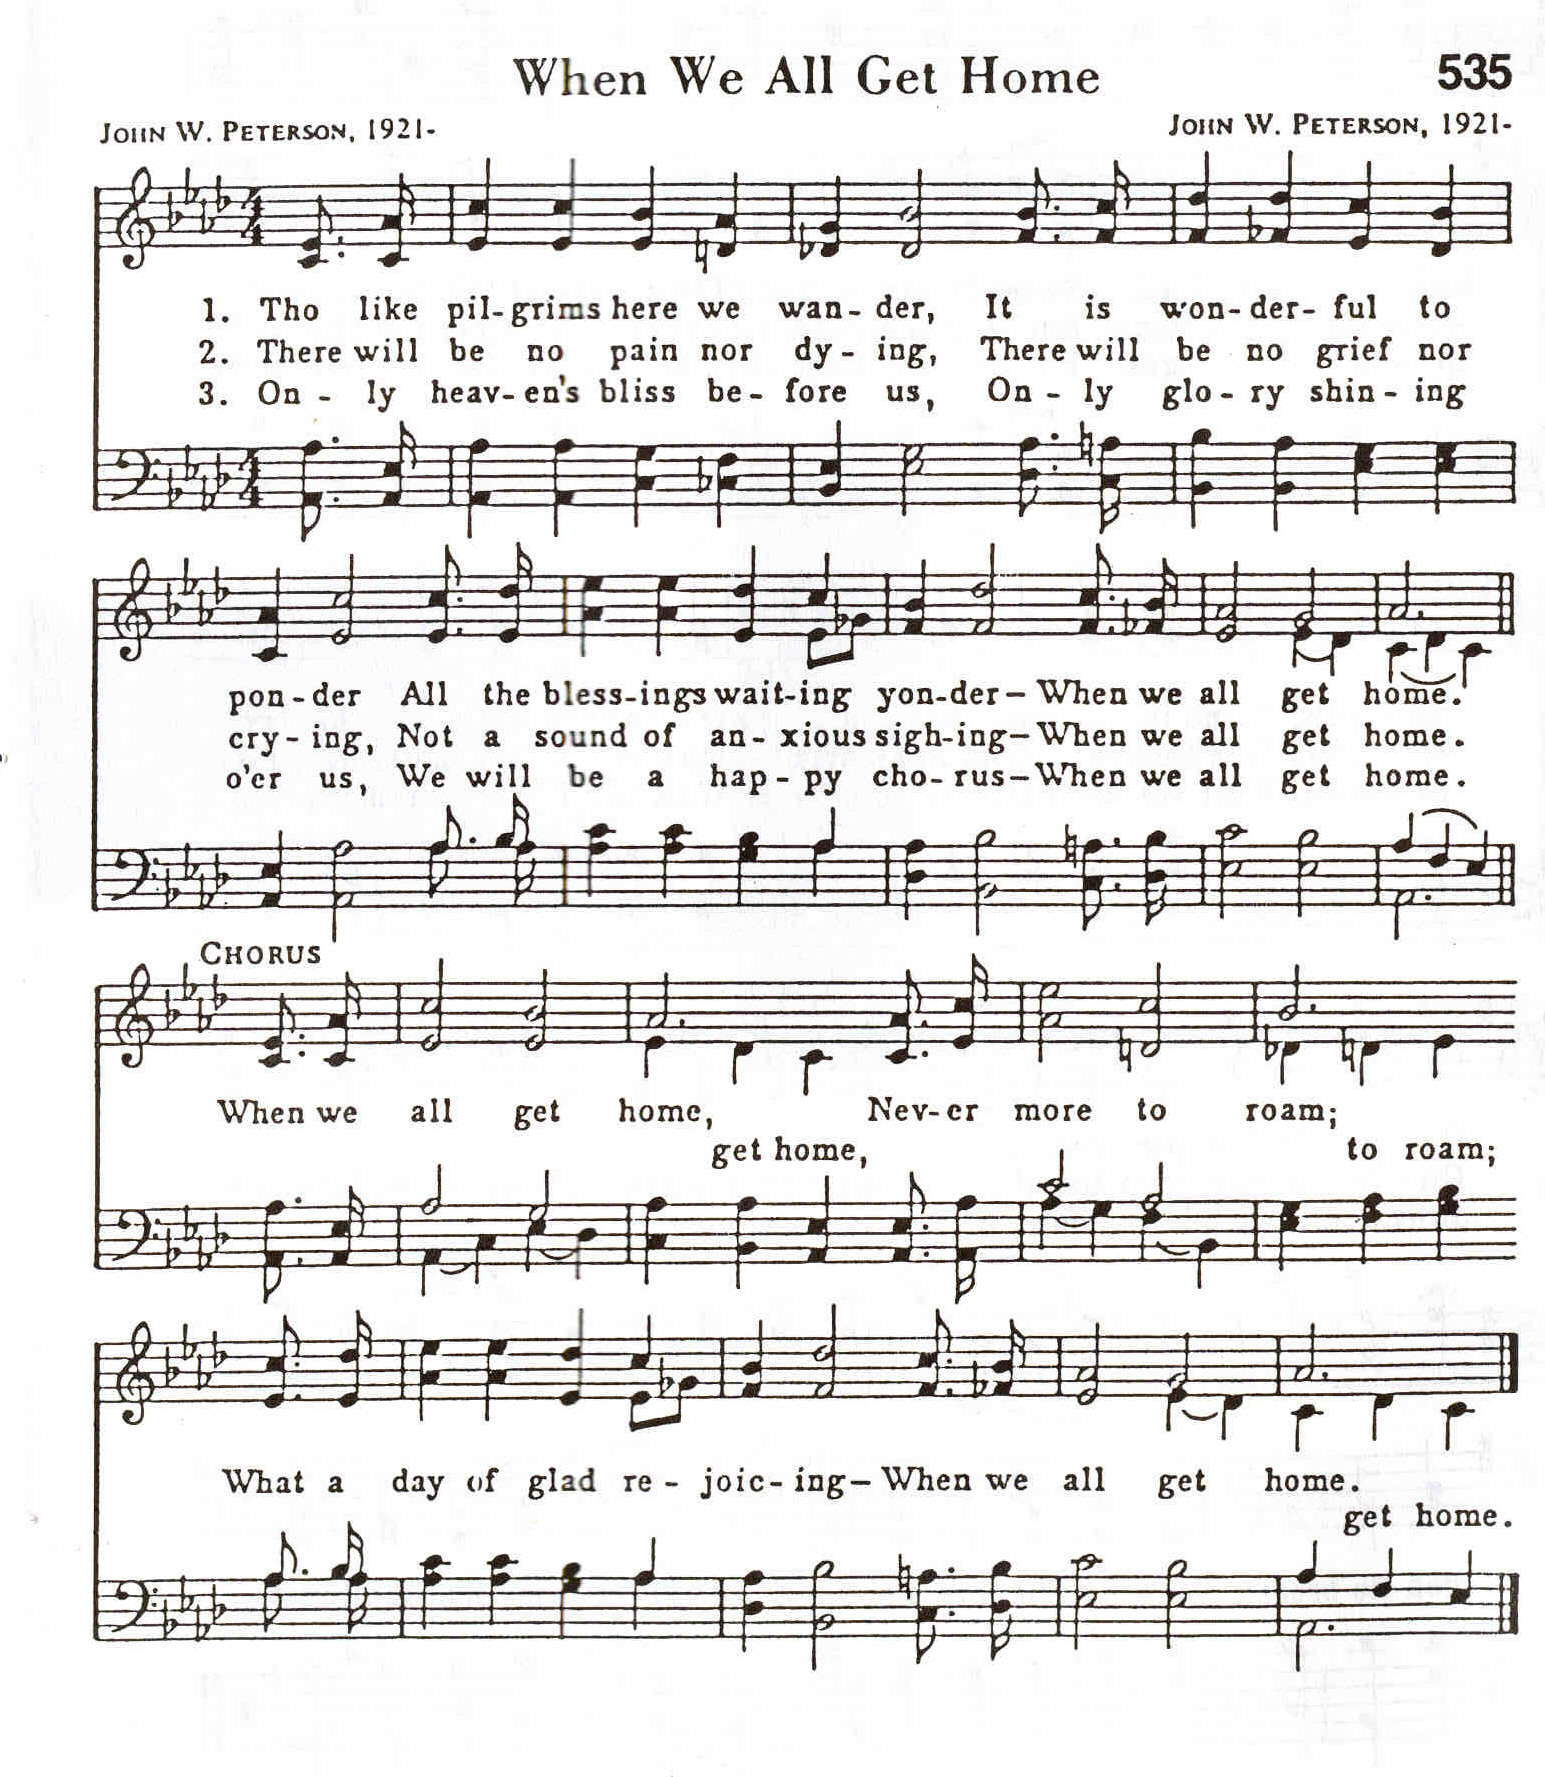 When We All Get Home
535
JOHN W. PETERSON, 1921-
JOHN W. PETERSON, 1921-
1. Tho like pil-grims here we wan-der, It is won-der-ful to
2. There will be no pain nor dy-ing, There will be no grief nor
3. On-ly heav-en's bliss be-fore us, On-ly glo-ry shin-ing
pon-der All the bless-ings wait-ing yon-der—When we all get home.
cry-ing, Not a sound of an-xious sigh-ing—When we all get home.
o'er us, We will be a hap-py cho-rus—When we all get home.
CHORUS
When we all get home, Nev-er more to roam;
get home, to roam;
What a day of glad re-joic-ing—When we all get home.
get home.